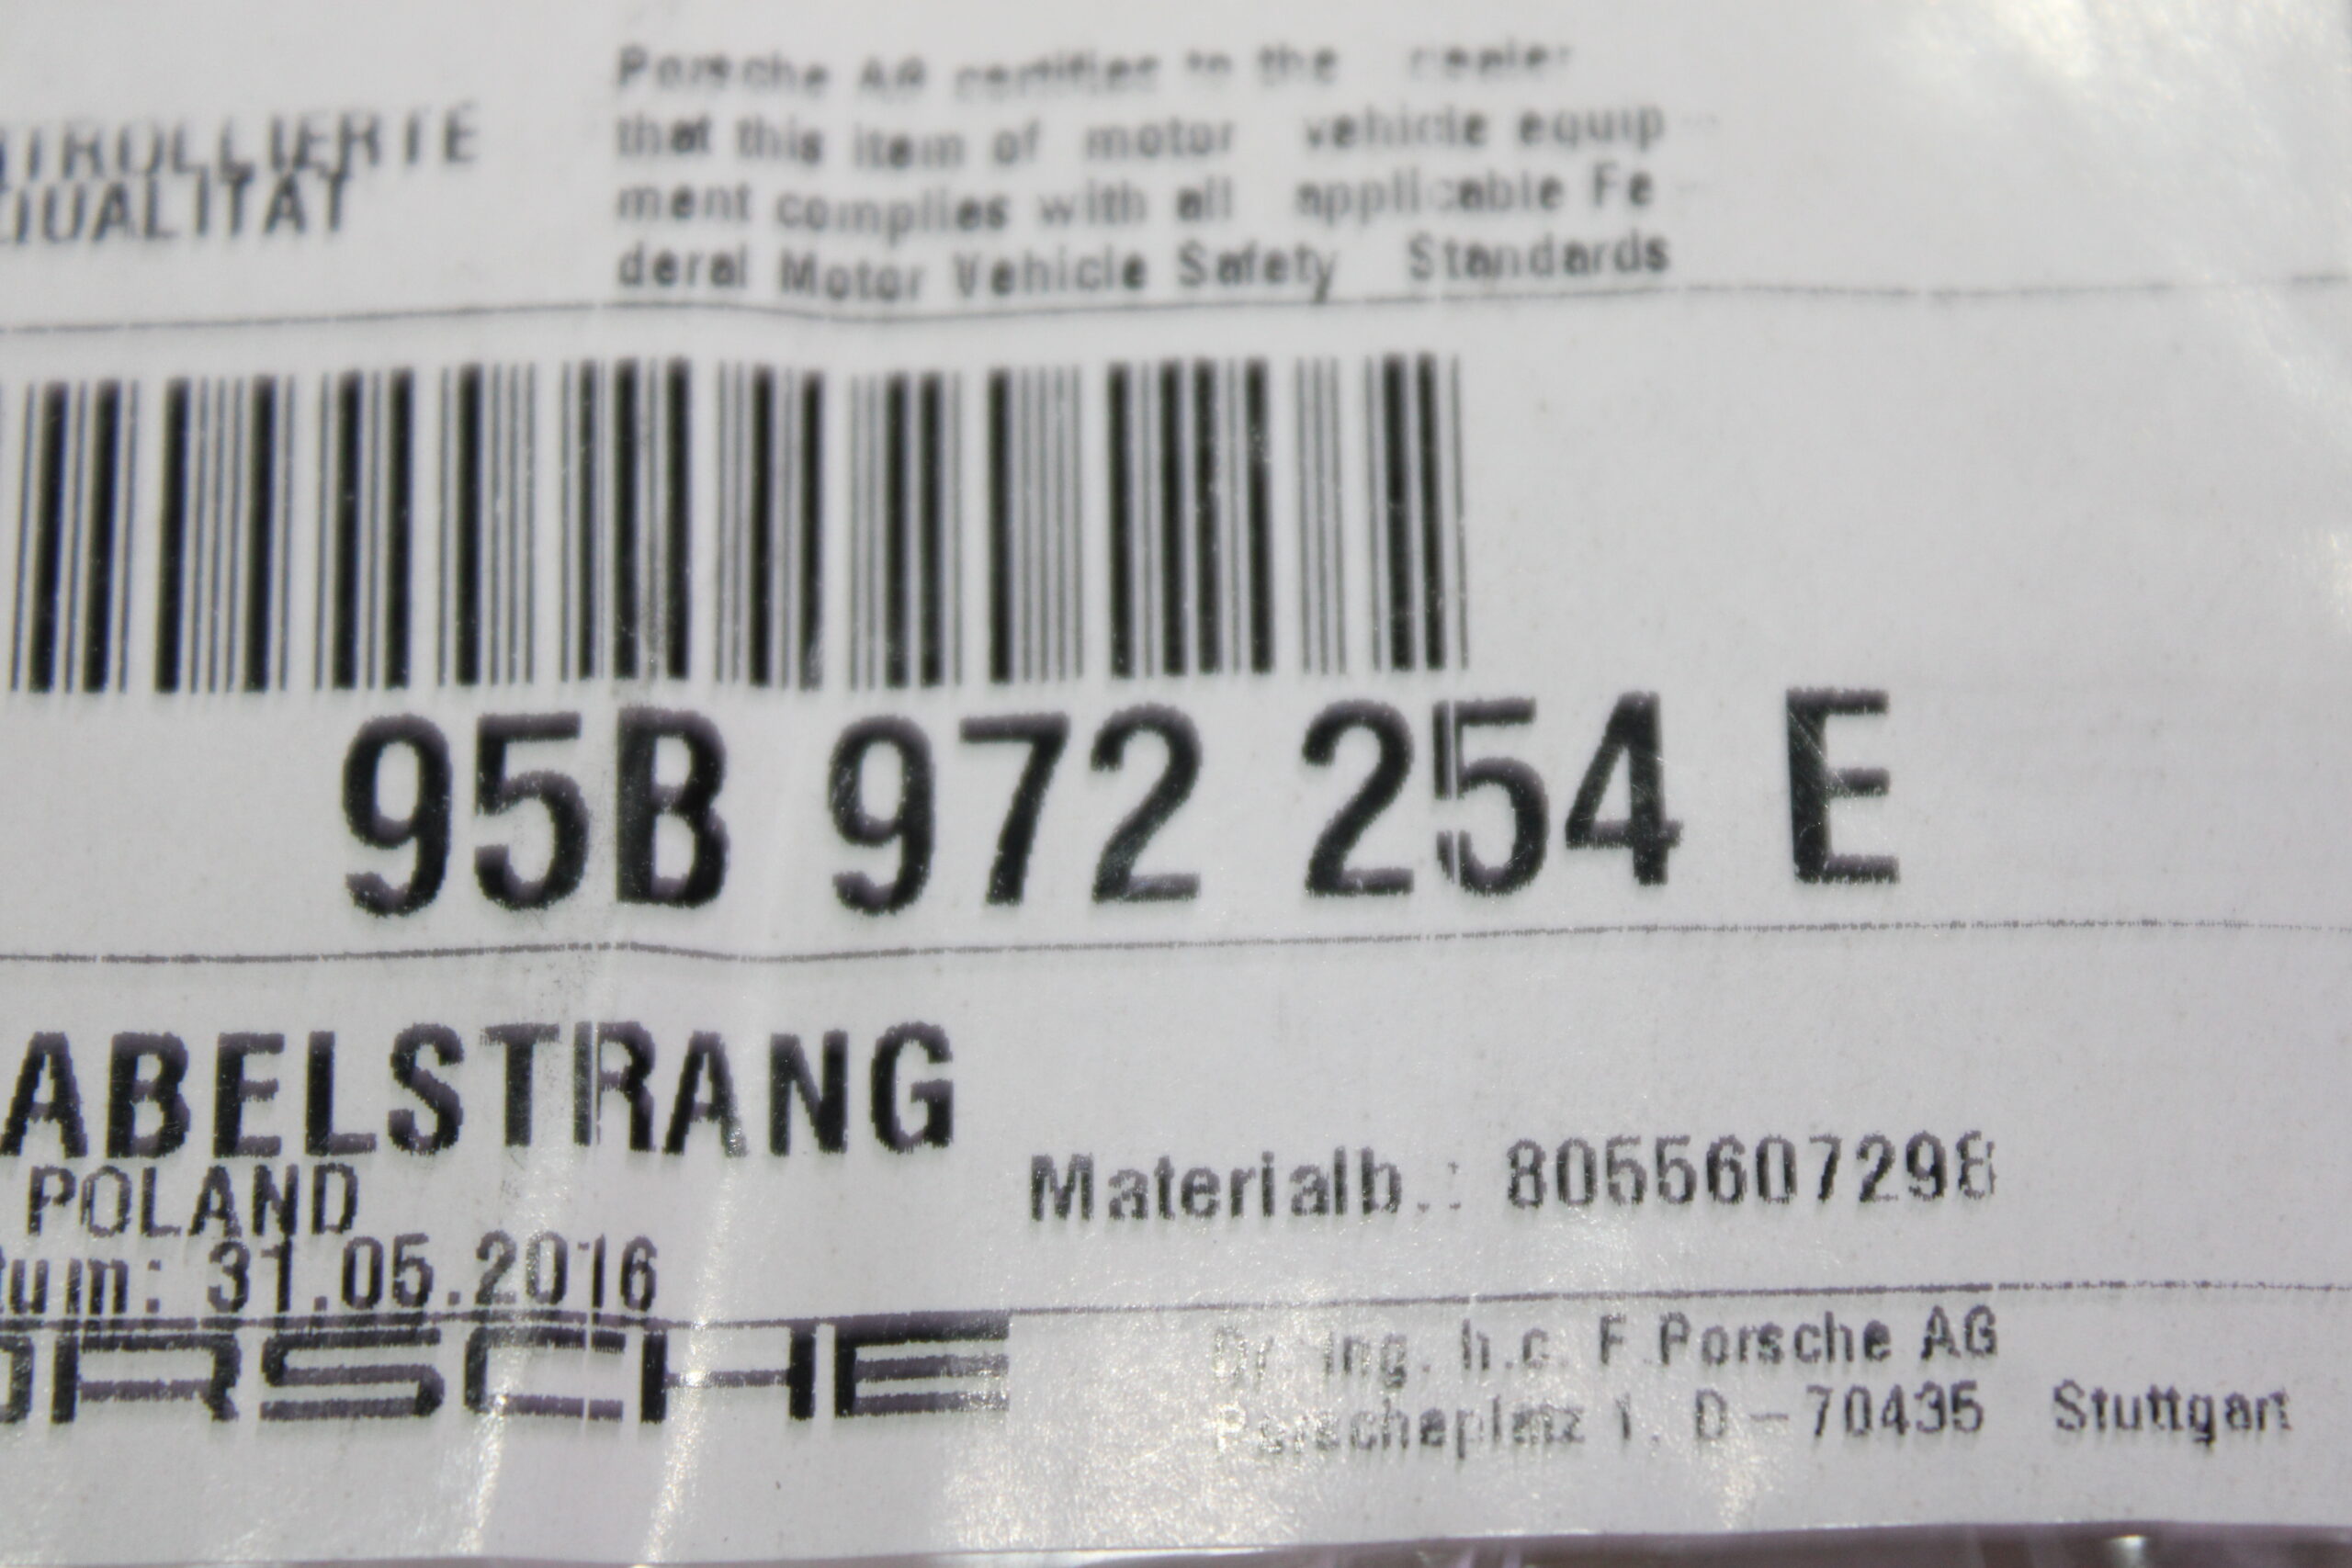 NTROLLIERTE
QUALITÄT
Porsche AG certifies to the dealer
that this item of motor vehicle equip
ment complies with all applicable Fe
deral Motor Vehicle Safety Standards
95B 972 254 E
ABELSTRANG
POLAND
tum: 31.05.2016
Materialb.: 8055607298
ORSCHE
Dr. Ing. h.c. F.Porsche AG
Porscheplatz 1. D-70435 Stuttgart